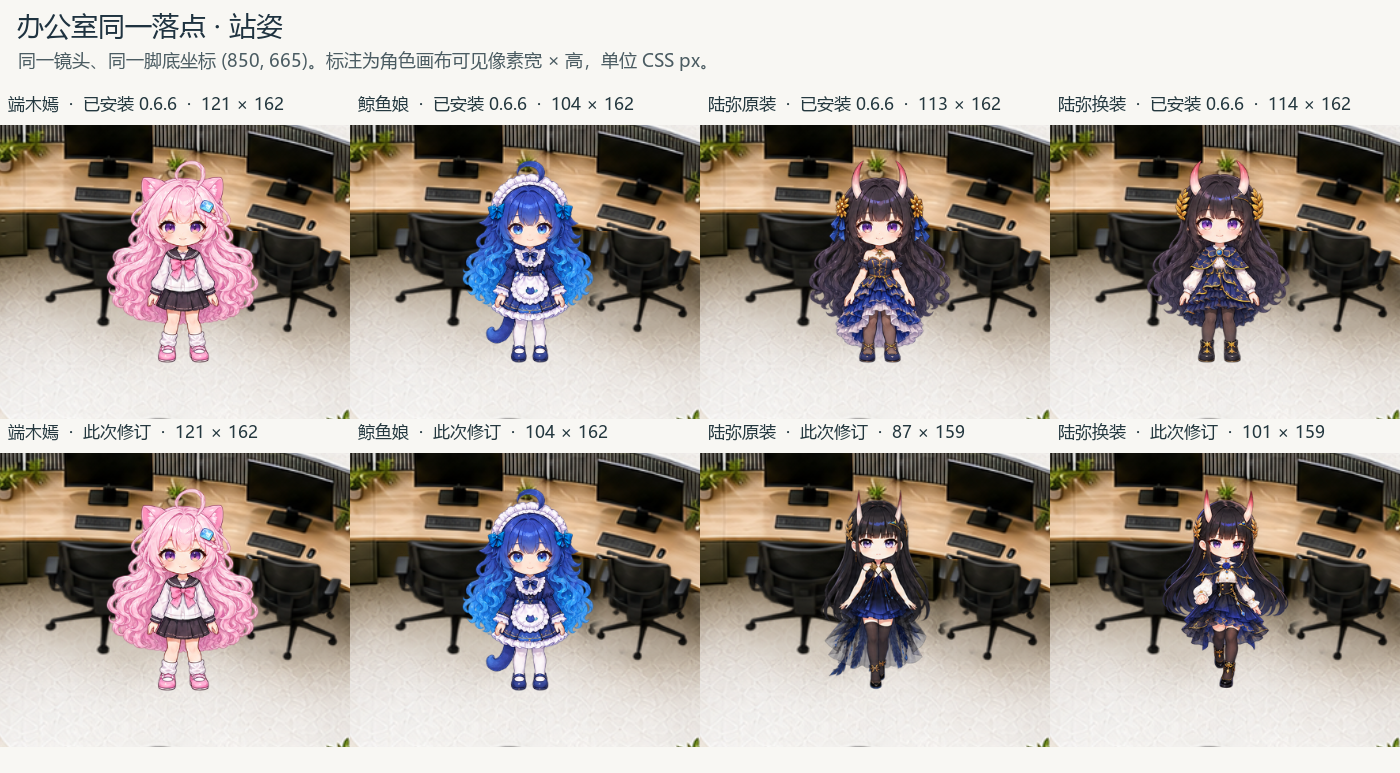 办公室同一落点 · 站姿
同一镜头、同一脚底坐标 (850, 665)。标注为角色画布可见像素宽 × 高，单位 CSS px。
端木嫣 · 已安装 0.6.6 · 121 × 162
鲸鱼娘 · 已安装 0.6.6 · 104 × 162
陆弥原装 · 已安装 0.6.6 · 113 × 162
陆弥换装 · 已安装 0.6.6 · 114 × 162
端木嫣 · 此次修订 · 121 × 162
鲸鱼娘 · 此次修订 · 104 × 162
陆弥原装 · 此次修订 · 87 × 159
陆弥换装 · 此次修订 · 101 × 159